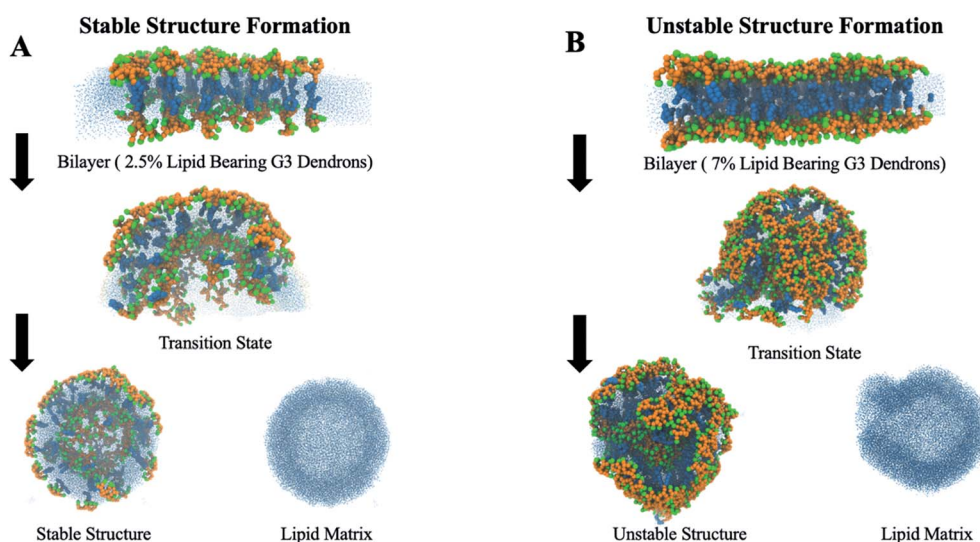 Stable Structure Formation
A
Bilayer ( 2.5% Lipid Bearing G3 Dendrons)
Transition State
Stable Structure
Lipid Matrix
Unstable Structure Formation
B
Bilayer ( 7% Lipid Bearing G3 Dendrons)
Transition State
Unstable Structure
Lipid Matrix